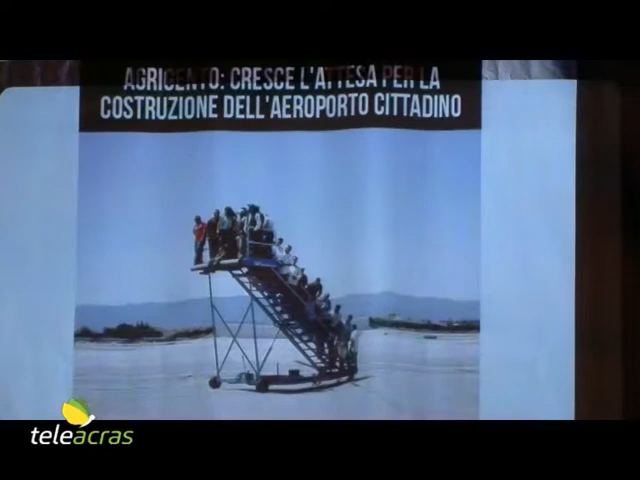 AGRIGENTO: CRESCE L'ATTESA PER LA
COSTRUZIONE DELL'AEROPORTO CITTADINO
teleacras